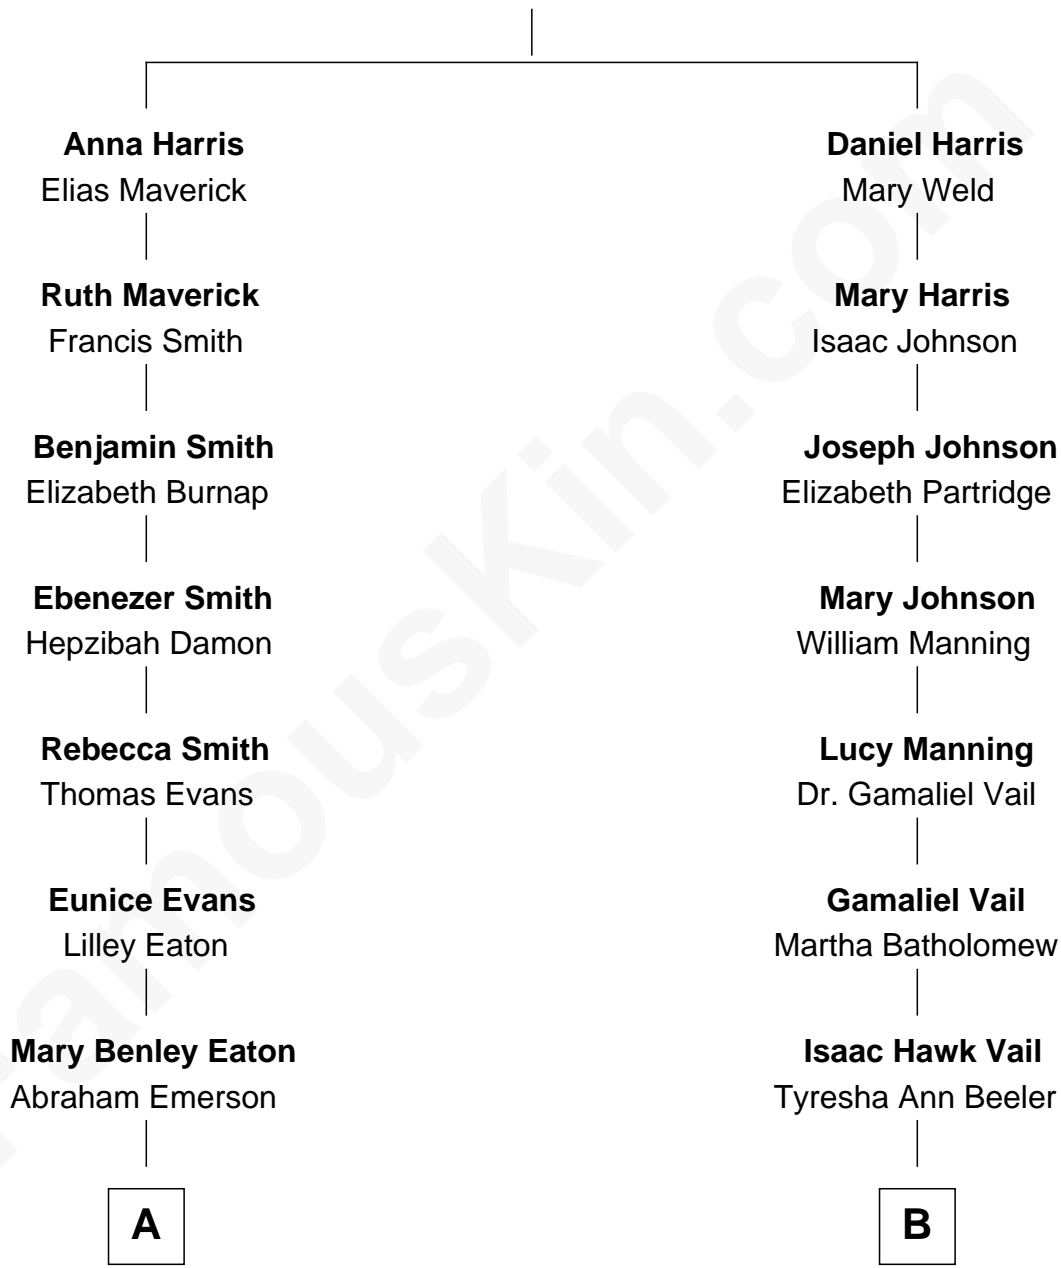 Anna Harris
Elias Maverick
Ruth Maverick
Francis Smith
Benjamin Smith
Elizabeth Burnap
Ebenezer Smith
Hepzibah Damon
Rebecca Smith
Thomas Evans
Eunice Evans
Lilley Eaton
Mary Benley Eaton
Abraham Emerson
A
Daniel Harris
Mary Weld
Mary Harris
Isaac Johnson
Joseph Johnson
Elizabeth Partridge
Mary Johnson
William Manning
Lucy Manning
Dr. Gamaliel Vail
Gamaliel Vail
Martha Batholomew
Isaac Hawk Vail
Tyresha Ann Beeler
B
FamousKin.com